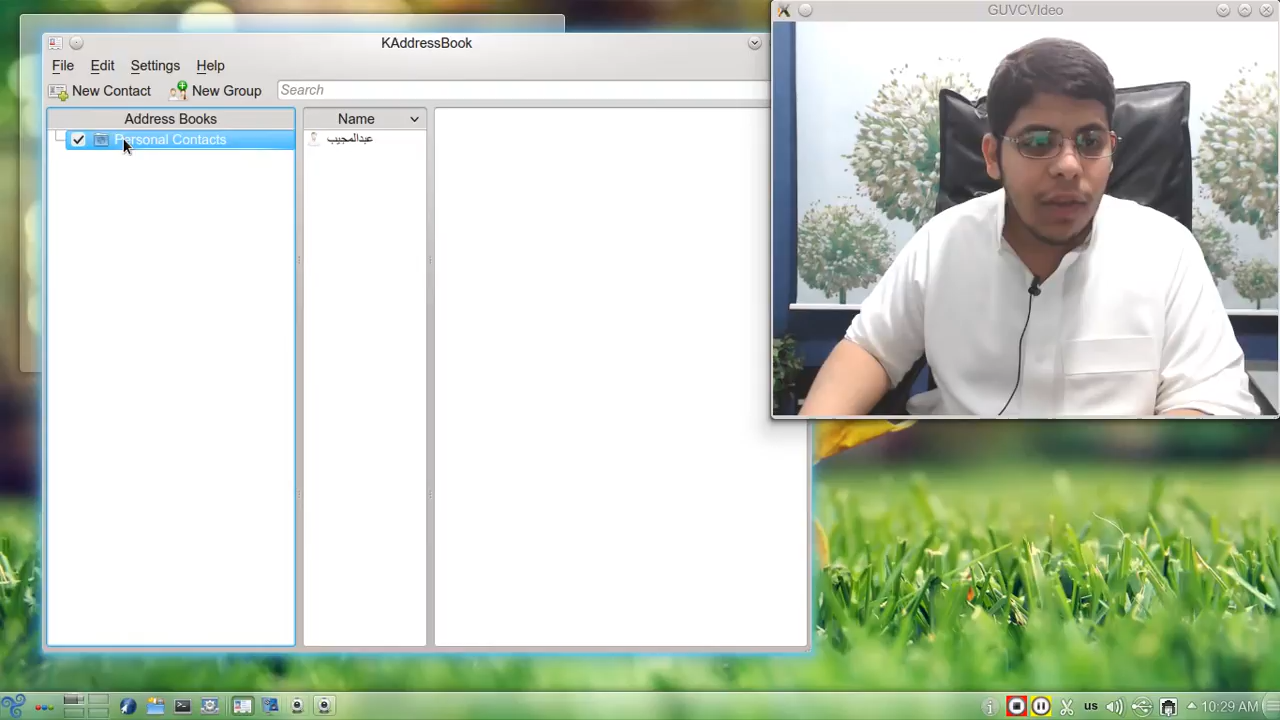 KAddressBook
File Edit Settings Help
New Contact New Group Search
Address Books Name
Personal Contacts عبدالمجيب
GUVCVIdeo
us 10:29 AM